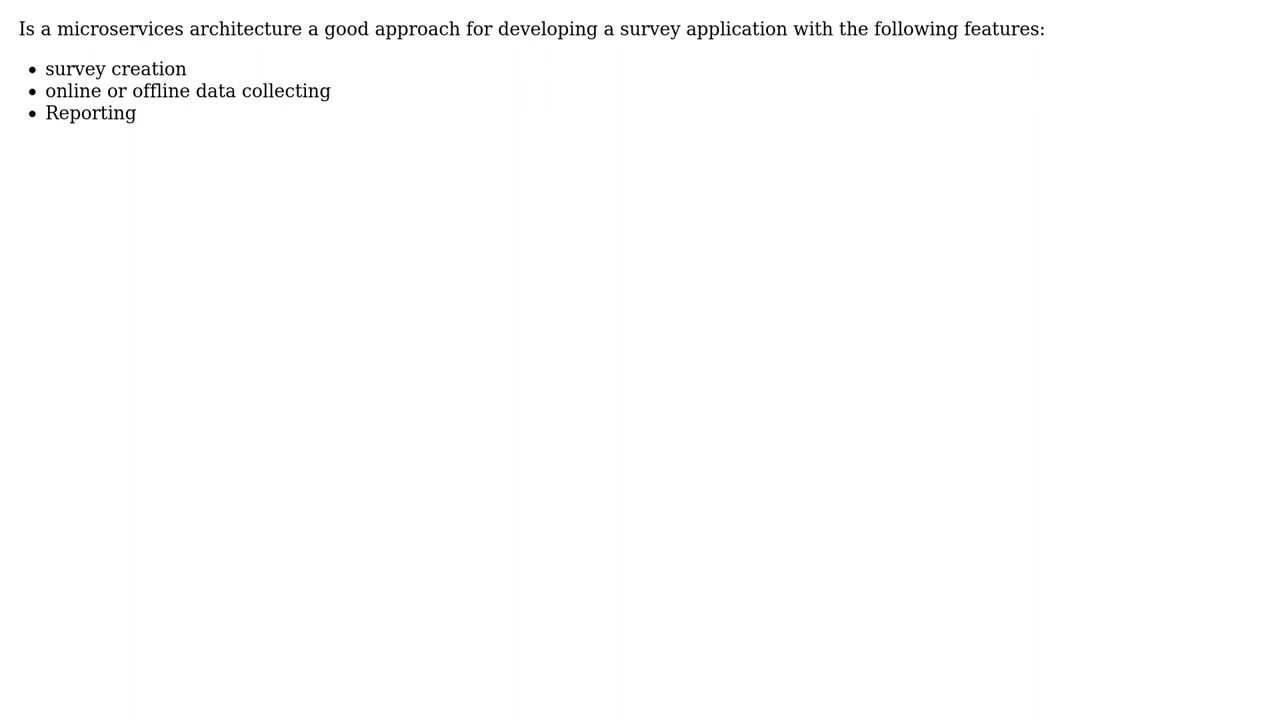 Is a microservices architecture a good approach for developing a survey application with the following features:
• survey creation
• online or offline data collecting
• Reporting